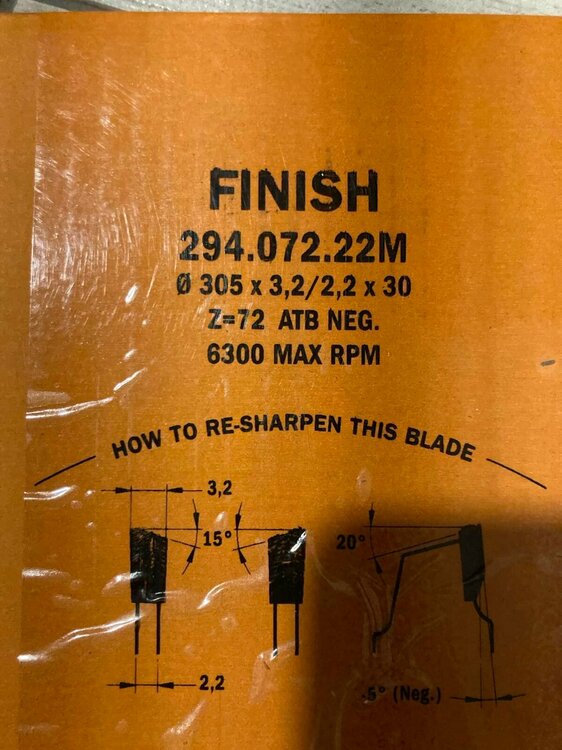 FINISH
294.072.22M
Ø 305 x 3,2/2,2 x 30
Z=72 ATB NEG.
6300 MAX RPM
HOW TO RE-SHARPEN THIS BLADE
3,2
15°
20°
2,2
5° (Neg.)